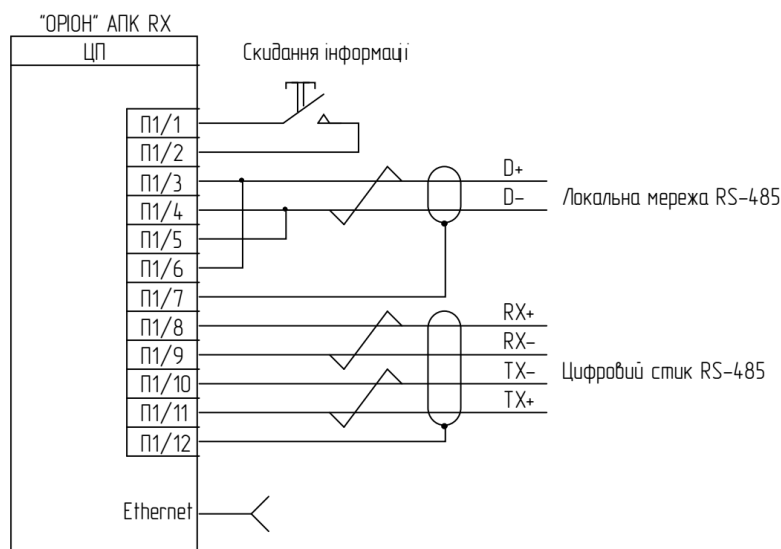 "ОРІОН" АПК RX
ЦП
Скидання інформації
П1/1
П1/2
П1/3
D+
П1/4
D-
Локальна мережа RS-485
П1/5
П1/6
П1/7
П1/8
RX+
П1/9
RX-
П1/10
TX-
Цифровий стик RS-485
П1/11
TX+
П1/12
Ethernet